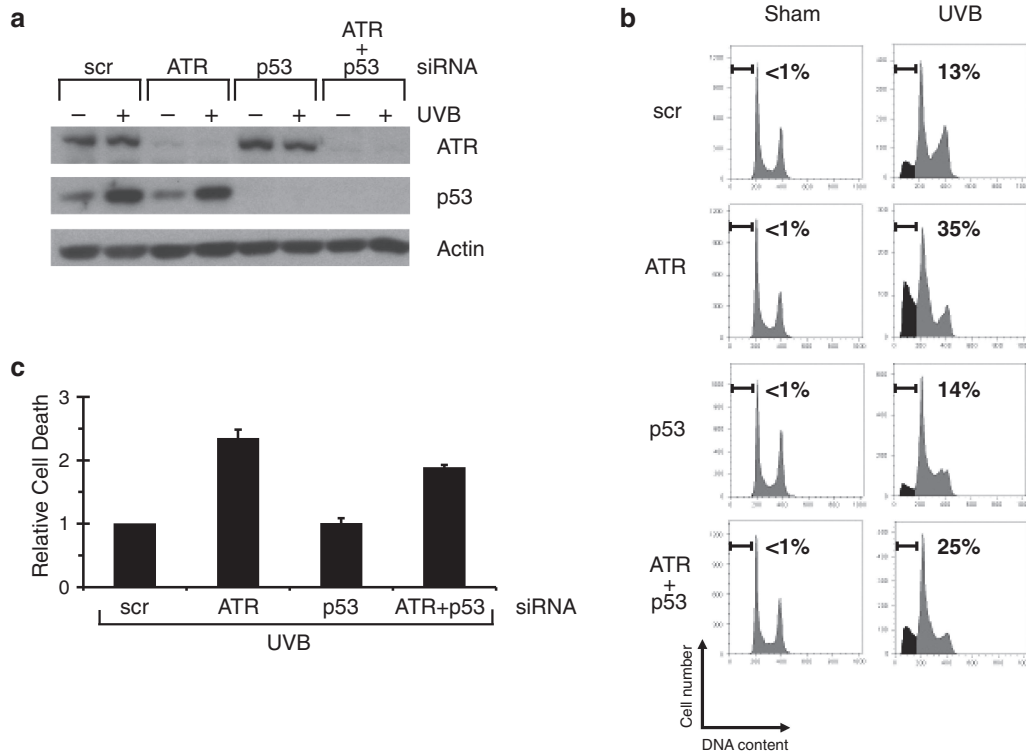 a
scr ATR p53 ATR + p53 siRNA
− + − + − + − + UVB
ATR
p53
Actin
b
Sham UVB
scr
<1% 13%
ATR
<1% 35%
p53
<1% 14%
ATR + p53
<1% 25%
Cell number
DNA content
c
Relative Cell Death
3
2
1
0
scr ATR p53 ATR+p53 siRNA
UVB